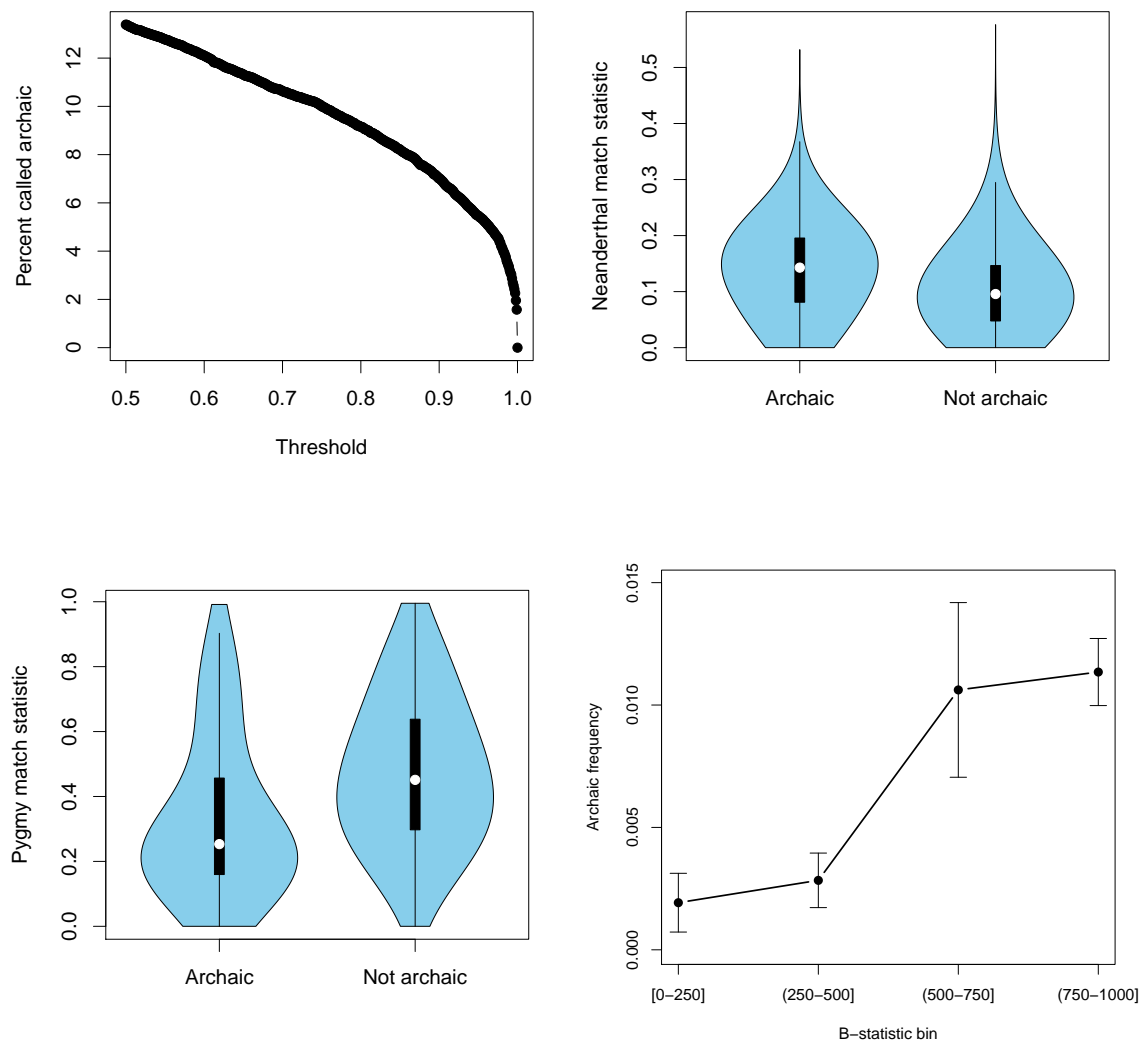 Percent called archaic
0 2 4 6 8 10 12
0.5 0.6 0.7 0.8 0.9 1.0
Threshold
Neanderthal match statistic
0.0 0.1 0.2 0.3 0.4 0.5
Archaic Not archaic
Pygmy match statistic
0.0 0.2 0.4 0.6 0.8 1.0
Archaic Not archaic
Archaic frequency
0.000 0.005 0.010 0.015
[0−250] (250−500] (500−750] (750−1000]
B−statistic bin